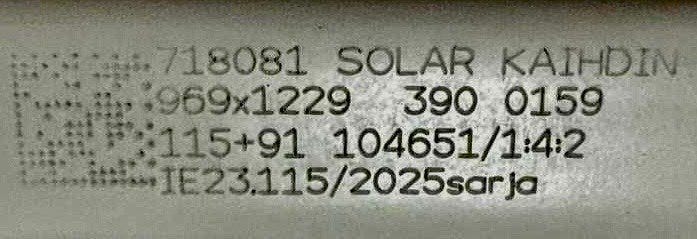 718081 SOLAR KAIHDIN
969x1229 390 0159
115+91 104651/1:4:2
IE23.115/2025sarja